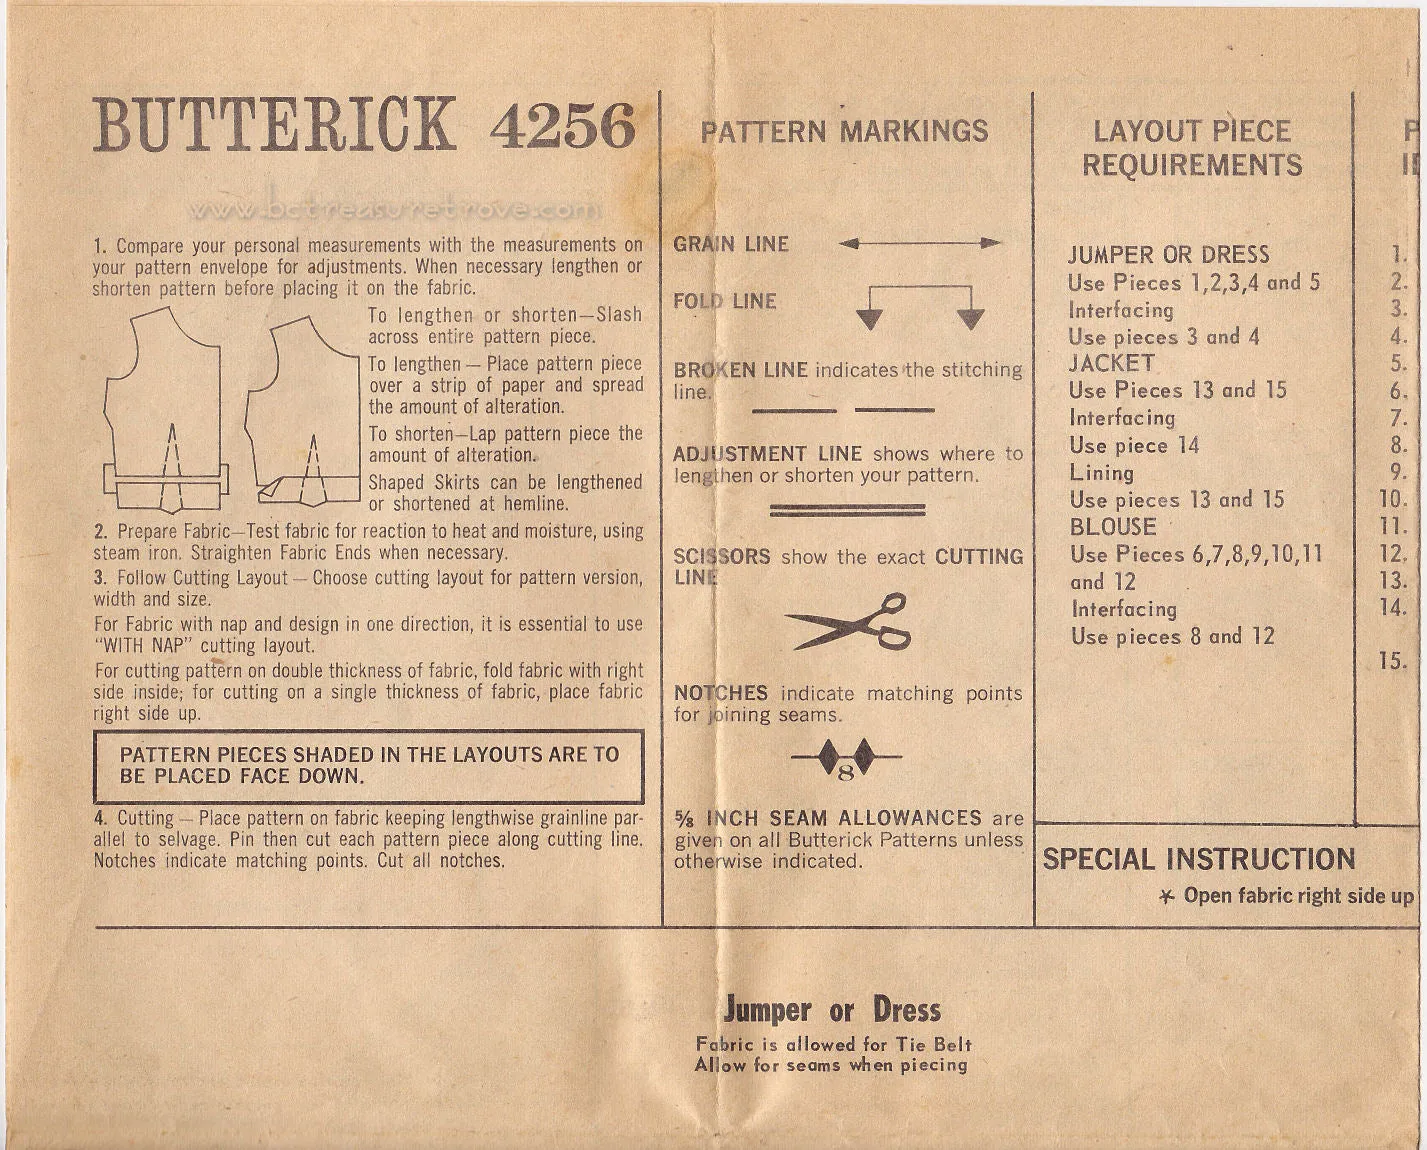 BUTTERICK 4256
www.bctreasuretrove.com
1. Compare your personal measurements with the measurements on
your pattern envelope for adjustments. When necessary lengthen or
shorten pattern before placing it on the fabric.
To lengthen or shorten—Slash
across entire pattern piece.
To lengthen — Place pattern piece
over a strip of paper and spread
the amount of alteration.
To shorten—Lap pattern piece the
amount of alteration.
Shaped Skirts can be lengthened
or shortened at hemline.
2. Prepare Fabric—Test fabric for reaction to heat and moisture, using
steam iron. Straighten Fabric Ends when necessary.
3. Follow Cutting Layout — Choose cutting layout for pattern version,
width and size.
For Fabric with nap and design in one direction, it is essential to use
"WITH NAP" cutting layout.
For cutting pattern on double thickness of fabric, fold fabric with right
side inside; for cutting on a single thickness of fabric, place fabric
right side up.
PATTERN PIECES SHADED IN THE LAYOUTS ARE TO
BE PLACED FACE DOWN.
4. Cutting — Place pattern on fabric keeping lengthwise grainline par-
allel to selvage. Pin then cut each pattern piece along cutting line.
Notches indicate matching points. Cut all notches.
PATTERN MARKINGS
GRAIN LINE
FOLD LINE
BROKEN LINE indicates the stitching
line.
ADJUSTMENT LINE shows where to
lengthen or shorten your pattern.
SCISSORS show the exact CUTTING
LINE
NOTCHES indicate matching points
for joining seams.
8
⅝ INCH SEAM ALLOWANCES are
given on all Butterick Patterns unless
otherwise indicated.
LAYOUT PIECE
REQUIREMENTS
JUMPER OR DRESS
Use Pieces 1,2,3,4 and 5
Interfacing
Use pieces 3 and 4
JACKET
Use Pieces 13 and 15
Interfacing
Use piece 14
Lining
Use pieces 13 and 15
BLOUSE
Use Pieces 6,7,8,9,10,11
and 12
Interfacing
Use pieces 8 and 12
1.
2.
3.
4.
5.
6.
7.
8.
9.
10.
11.
12.
13.
14.
15.
SPECIAL INSTRUCTION
* Open fabric right side up
Jumper or Dress
Fabric is allowed for Tie Belt
Allow for seams when piecing